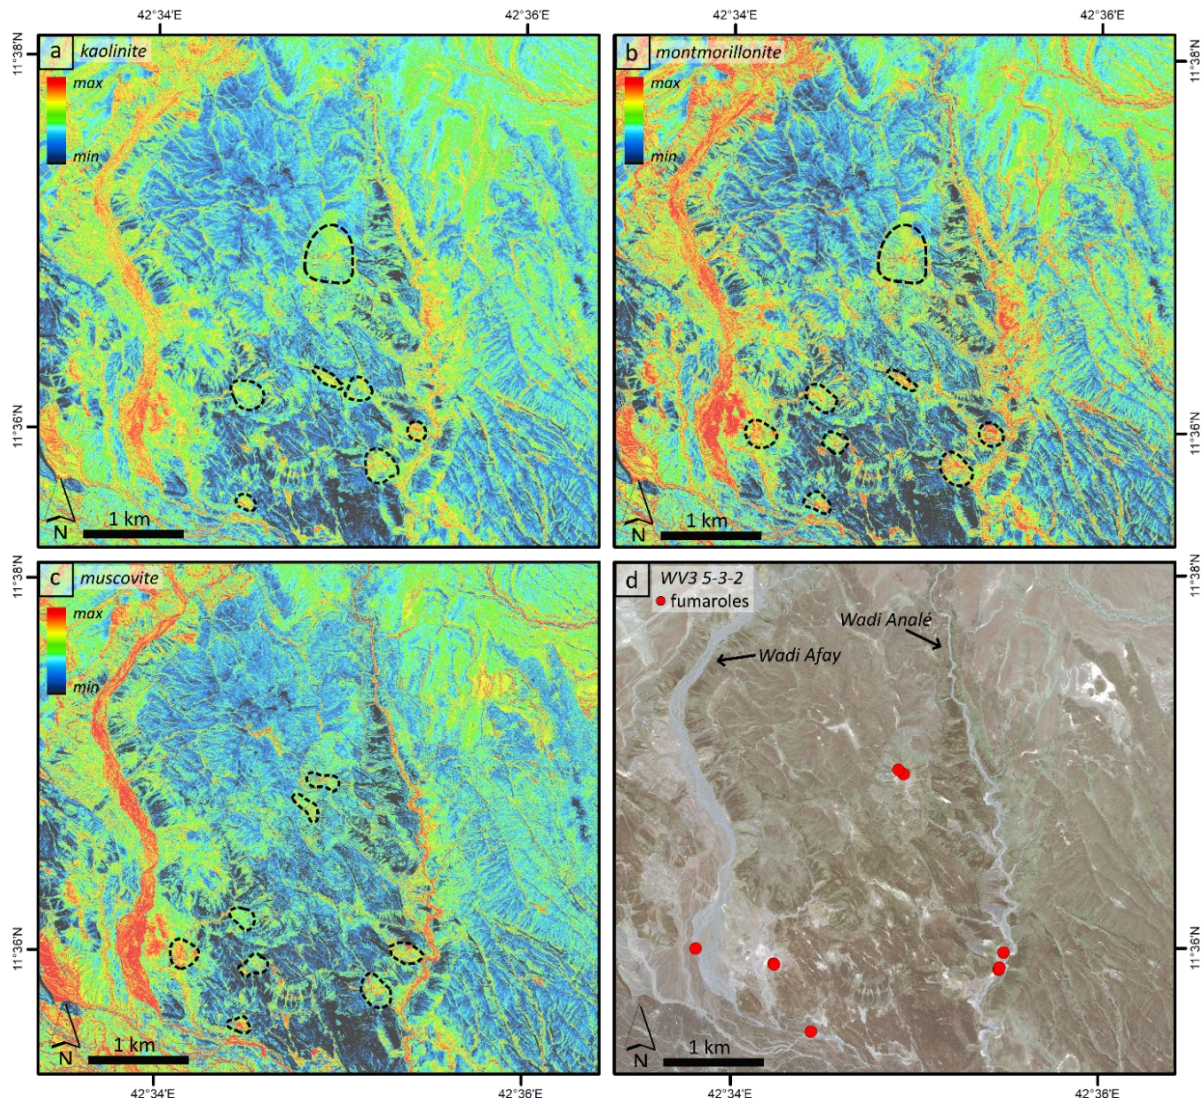 42°34'E
42°36'E
42°34'E
42°36'E
11°38'N
a kaolinite
max
min
11°36'N
N
1 km
b montmorillonite
max
min
N
1 km
11°38'N
11°36'N
c muscovite
max
min
11°38'N
11°36'N
N
1 km
d WV3 5-3-2
fumaroles
Wadi Analé
Wadi Afay
N
1 km
11°38'N
11°36'N
42°34'E
42°36'E
42°34'E
42°36'E